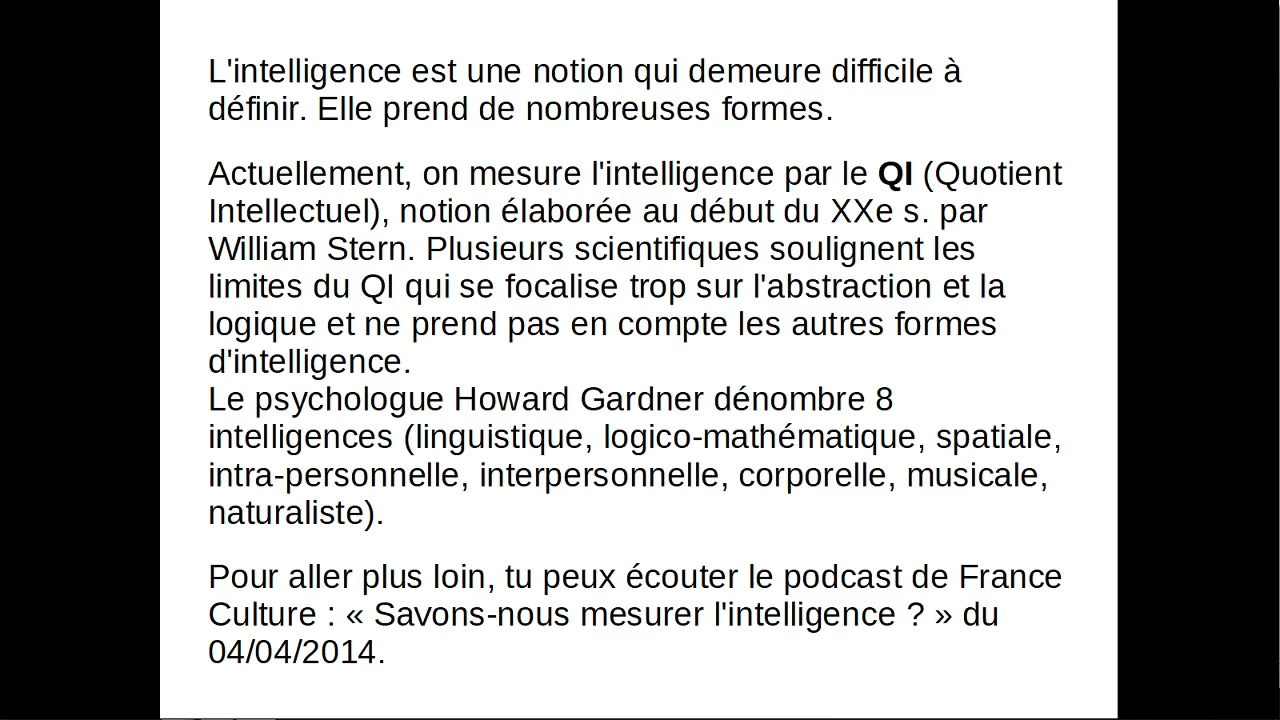 L'intelligence est une notion qui demeure difficile à
définir. Elle prend de nombreuses formes.
Actuellement, on mesure l'intelligence par le QI (Quotient
Intellectuel), notion élaborée au début du XXe s. par
William Stern. Plusieurs scientifiques soulignent les
limites du QI qui se focalise trop sur l'abstraction et la
logique et ne prend pas en compte les autres formes
d'intelligence.
Le psychologue Howard Gardner dénombre 8
intelligences (linguistique, logico-mathématique, spatiale,
intra-personnelle, interpersonnelle, corporelle, musicale,
naturaliste).
Pour aller plus loin, tu peux écouter le podcast de France
Culture : « Savons-nous mesurer l'intelligence ? » du
04/04/2014.